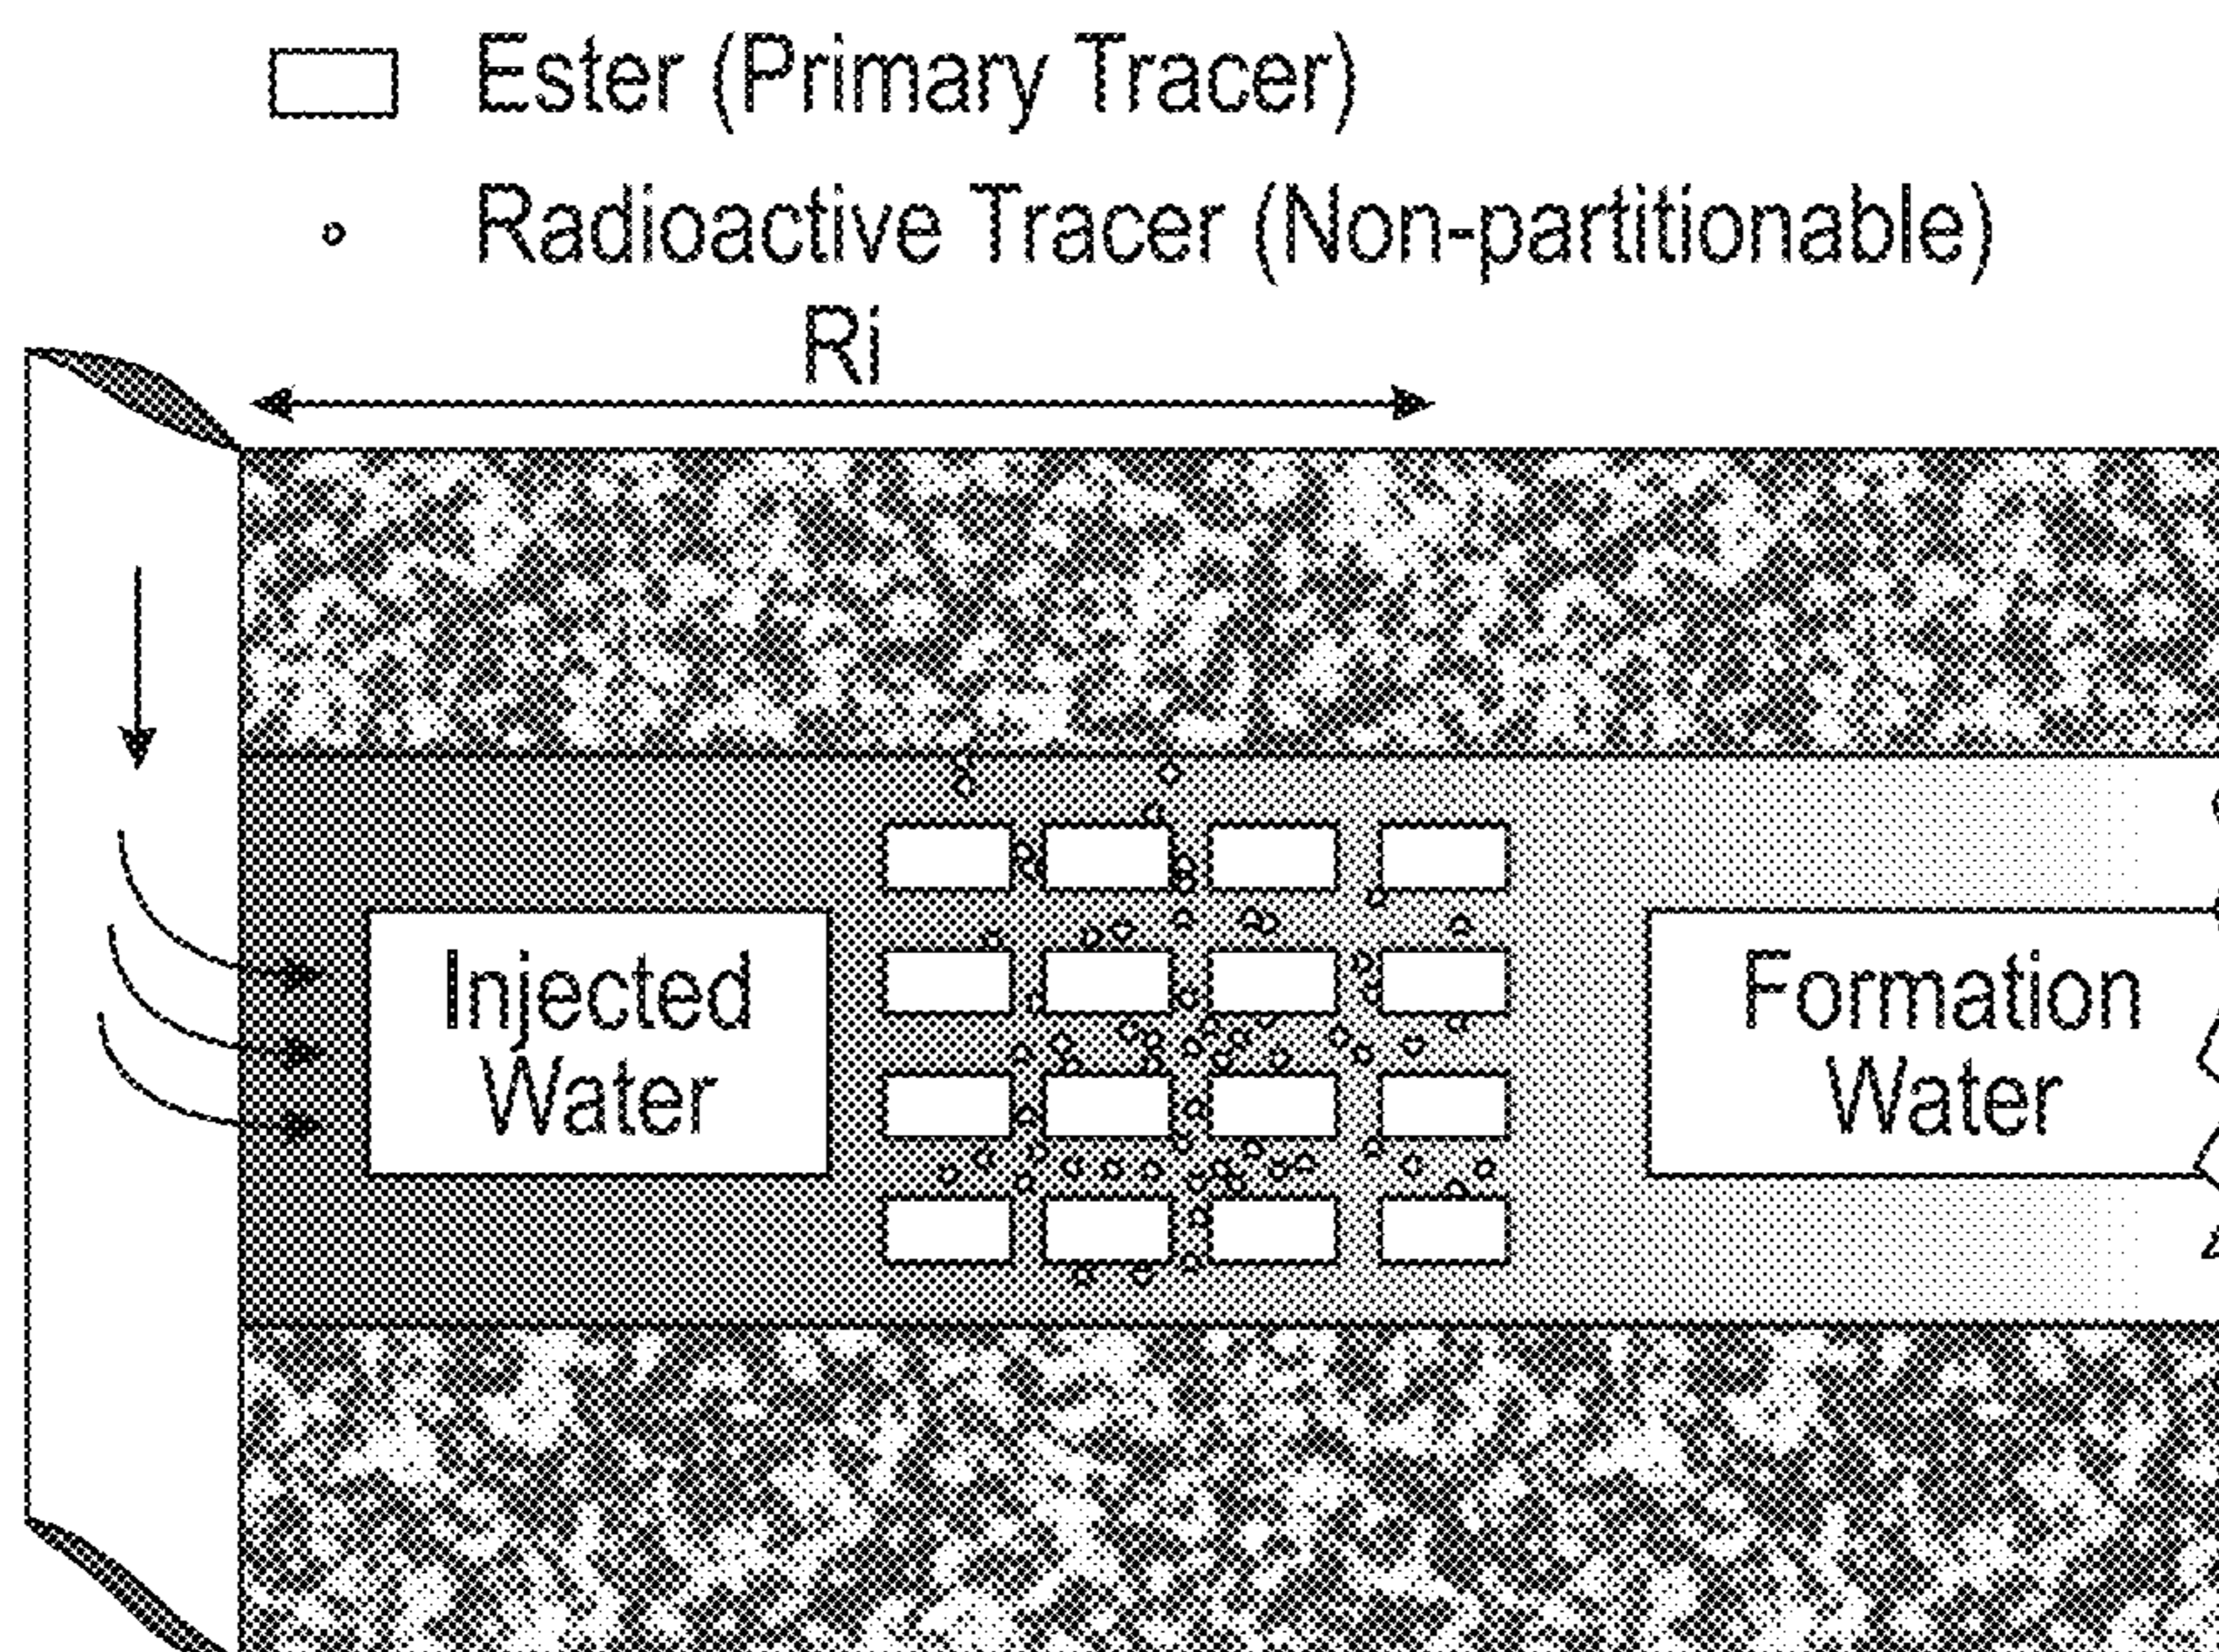 Ester (Primary Tracer)
Radioactive Tracer (Non-partitionable)
Ri
Injected
Water
Formation
Water